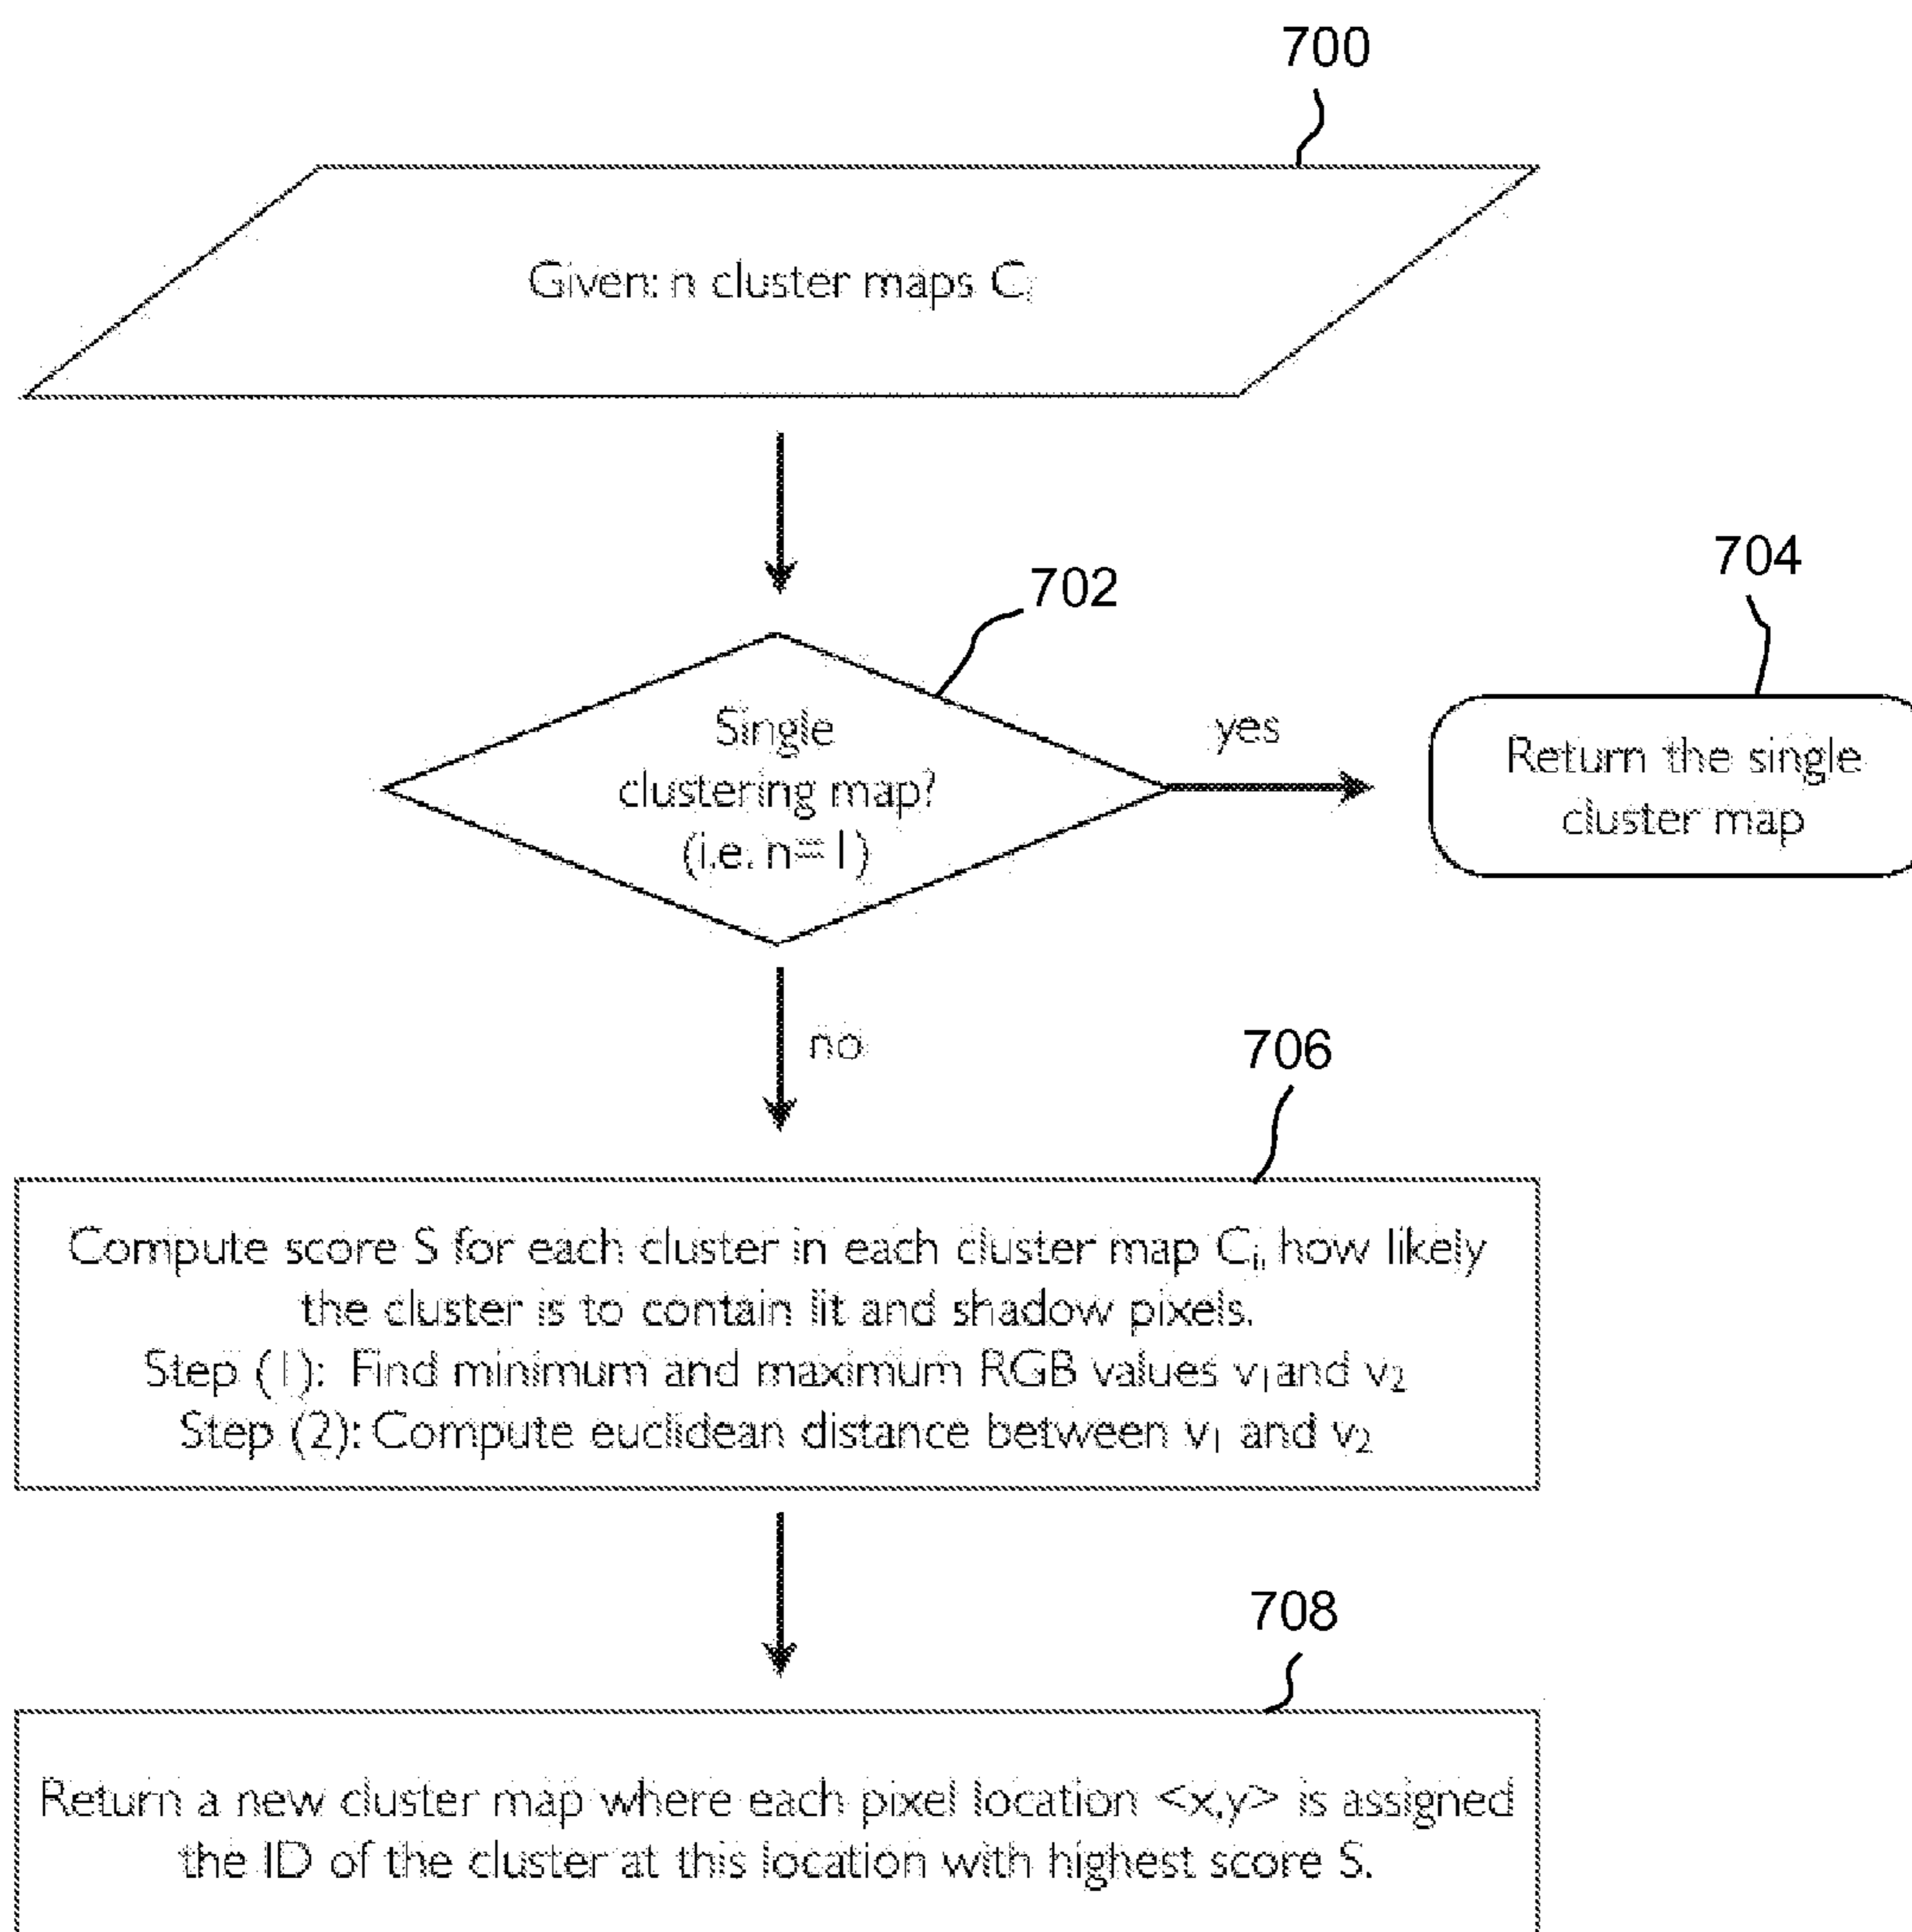 700
Given: n cluster maps Cᵢ
702
704
Single
clustering map?
(i.e. n=1)
yes
Return the single
cluster map
no
706
Compute score S for each cluster in each cluster map Cᵢ, how likely
the cluster is to contain lit and shadow pixels.
Step (1): Find minimum and maximum RGB values v₁and v₂
Step (2): Compute euclidean distance between v₁ and v₂
708
Return a new cluster map where each pixel location <x,y> is assigned
the ID of the cluster at this location with highest score S.